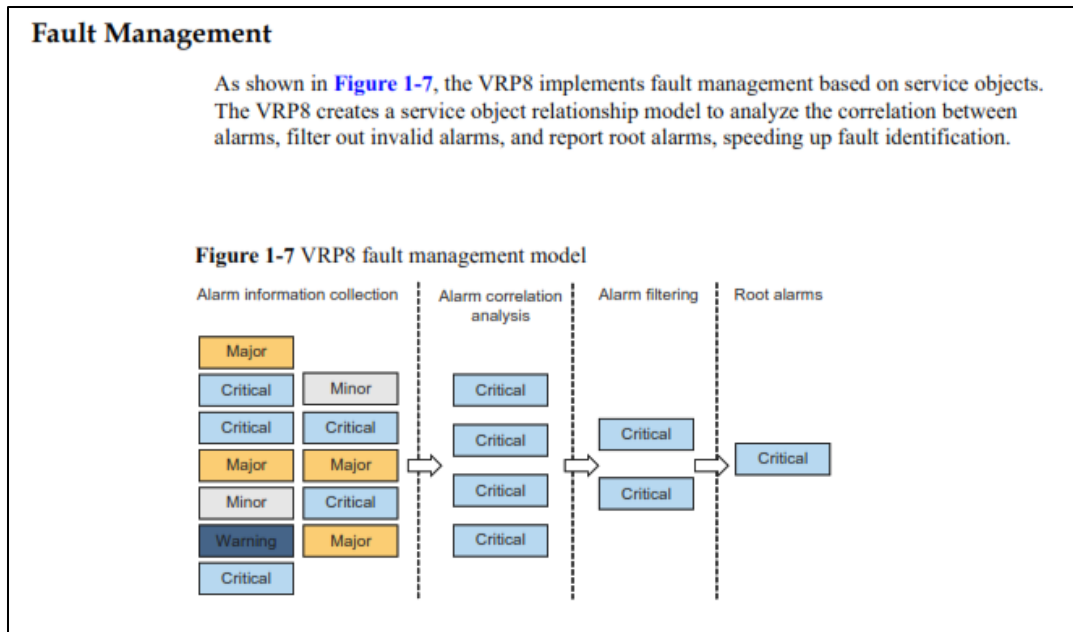 Fault Management
As shown in Figure 1-7, the VRP8 implements fault management based on service objects.
The VRP8 creates a service object relationship model to analyze the correlation between
alarms, filter out invalid alarms, and report root alarms, speeding up fault identification.
Figure 1-7 VRP8 fault management model
Alarm information collection
Major
Critical
Minor
Critical
Critical
Major
Major
Minor
Critical
Warning
Major
Critical
Alarm correlation
analysis
Critical
Critical
Critical
Critical
Alarm filtering
Critical
Critical
Root alarms
Critical